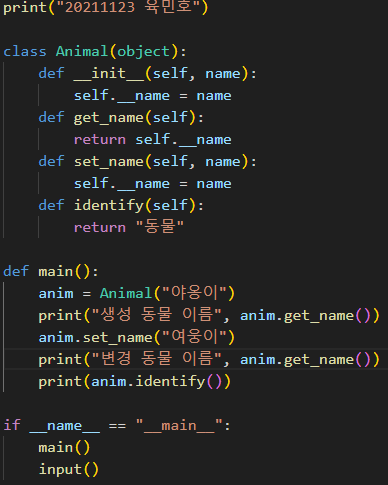 print("20211123 육민호")
class Animal(object):
    def __init__(self, name):
        self.__name = name
    def get_name(self):
        return self.__name
    def set_name(self, name):
        self.__name = name
    def identify(self):
        return "동물"
def main():
    anim = Animal("야옹이")
    print("생성 동물 이름", anim.get_name())
    anim.set_name("여웅이")
    print("변경 동물 이름", anim.get_name())
    print(anim.identify())
if __name__ == "__main__":
    main()
    input()